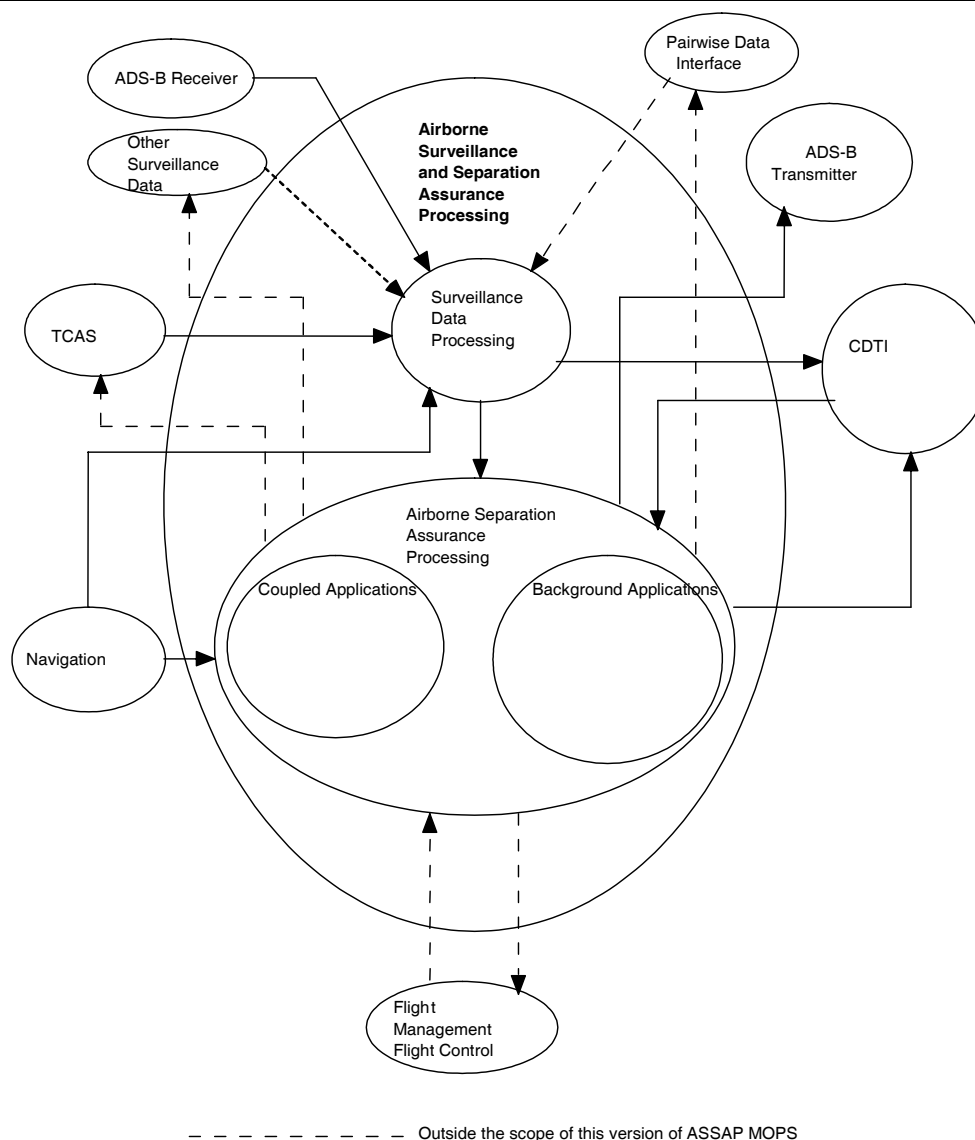 Pairwise Data
Interface
ADS-B Receiver
Airborne
Surveillance
and Separation
Assurance
Processing
Other
Surveillance
Data
ADS-B
Transmitter
Surveillance
Data
Processing
TCAS
CDTI
Airborne Separation
Assurance
Processing
Coupled Applications
Background Applications
Navigation
Flight
Management
Flight Control
Outside the scope of this version of ASSAP MOPS